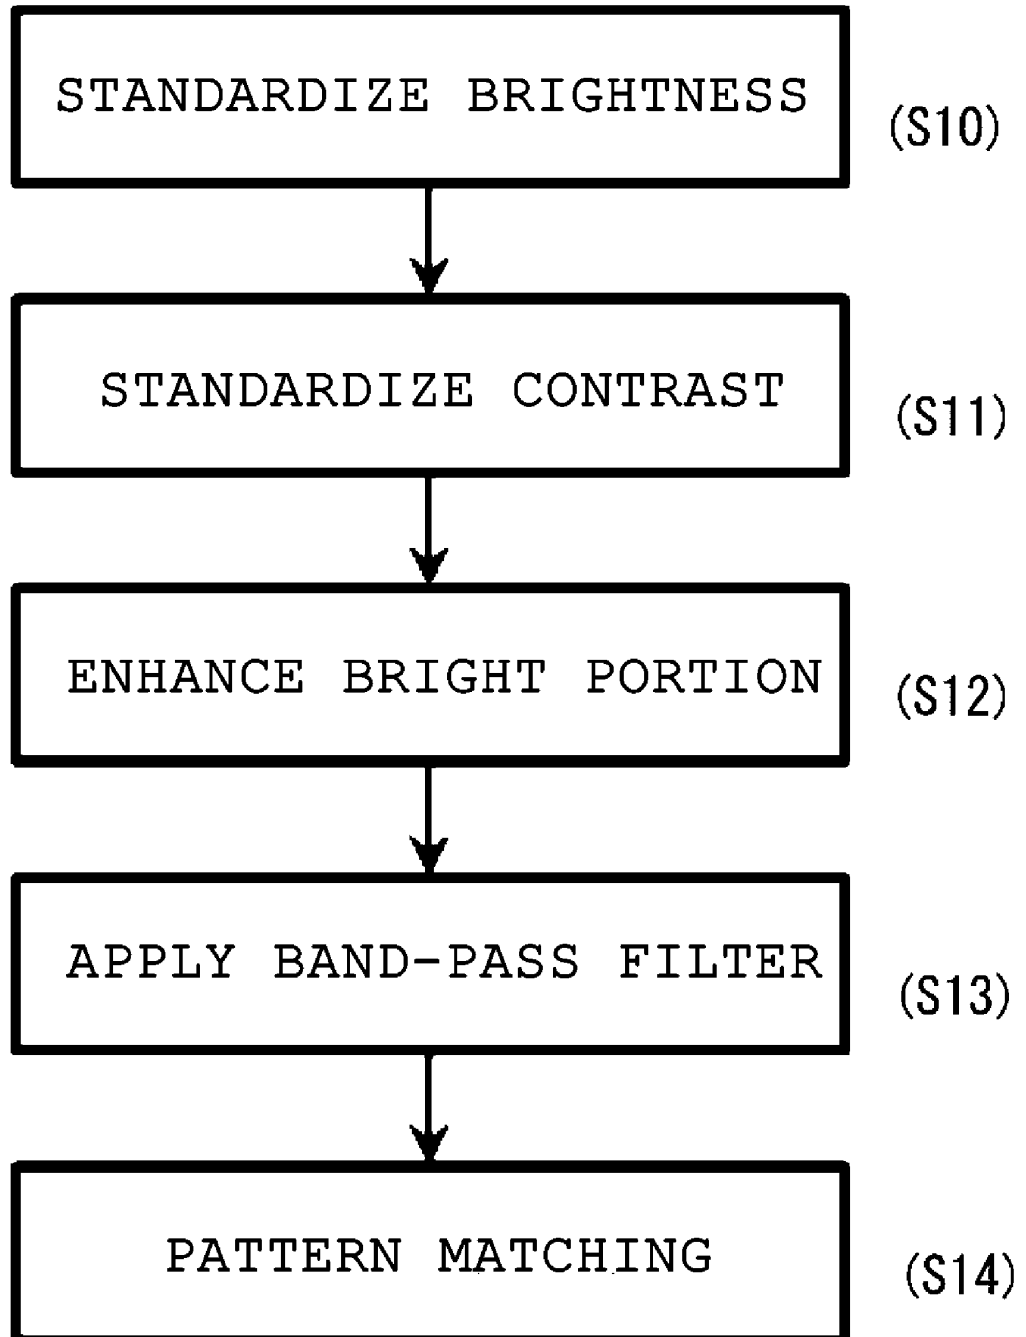 STANDARDIZE BRIGHTNESS
(S10)
STANDARDIZE CONTRAST
(S11)
ENHANCE BRIGHT PORTION
(S12)
APPLY BAND-PASS FILTER
(S13)
PATTERN MATCHING
(S14)